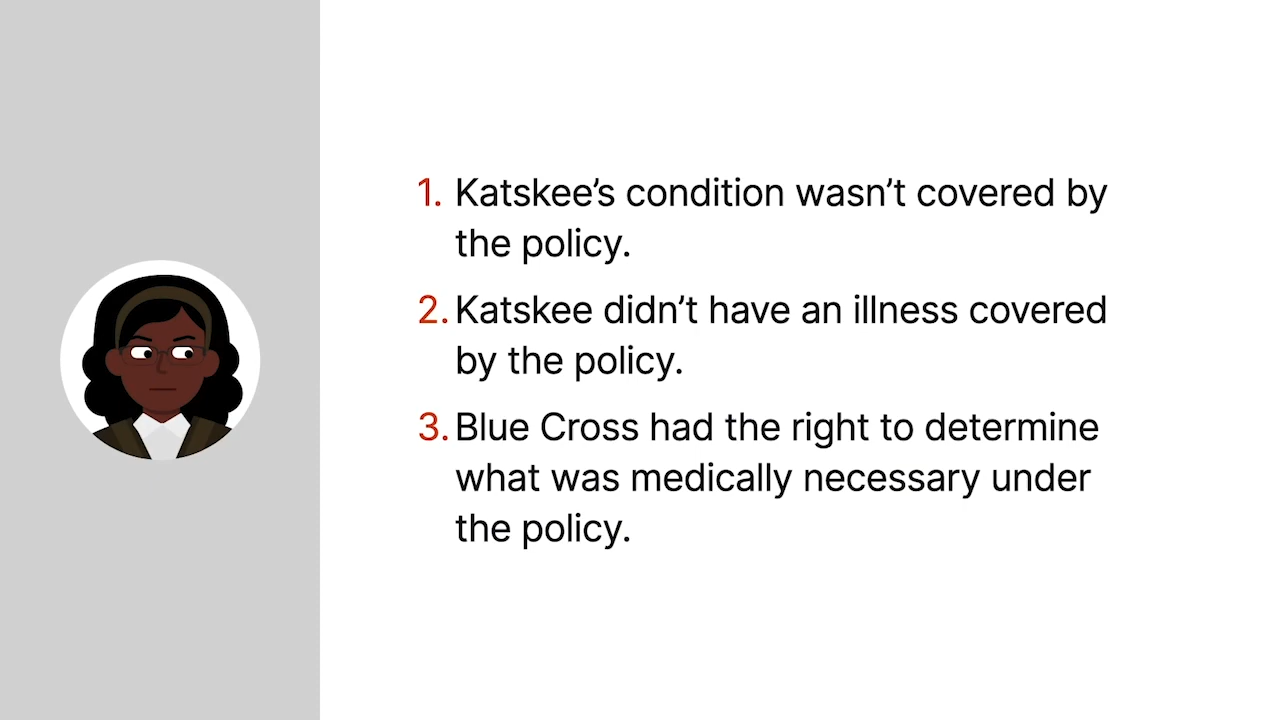 1. Katskee’s condition wasn’t covered by
the policy.
2. Katskee didn’t have an illness covered
by the policy.
3. Blue Cross had the right to determine
what was medically necessary under
the policy.